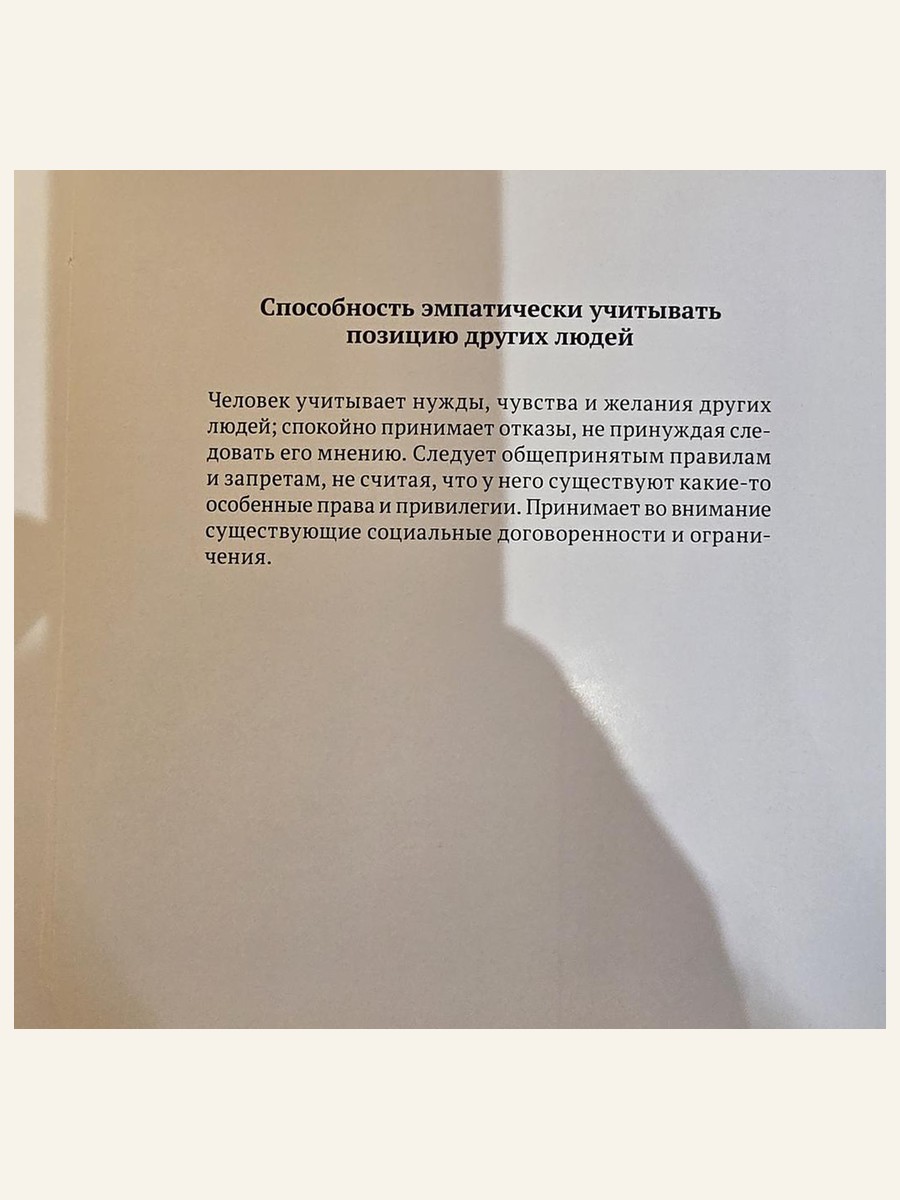 Способность эмпатически учитывать
позицию других людей
Человек учитывает нужды, чувства и желания других
людей; спокойно принимает отказы, не принуждая сле-
довать его мнению. Следует общепринятым правилам
и запретам, не считая, что у него существуют какие-то
особенные права и привилегии. Принимает во внимание
существующие социальные договоренности и ограни-
чения.